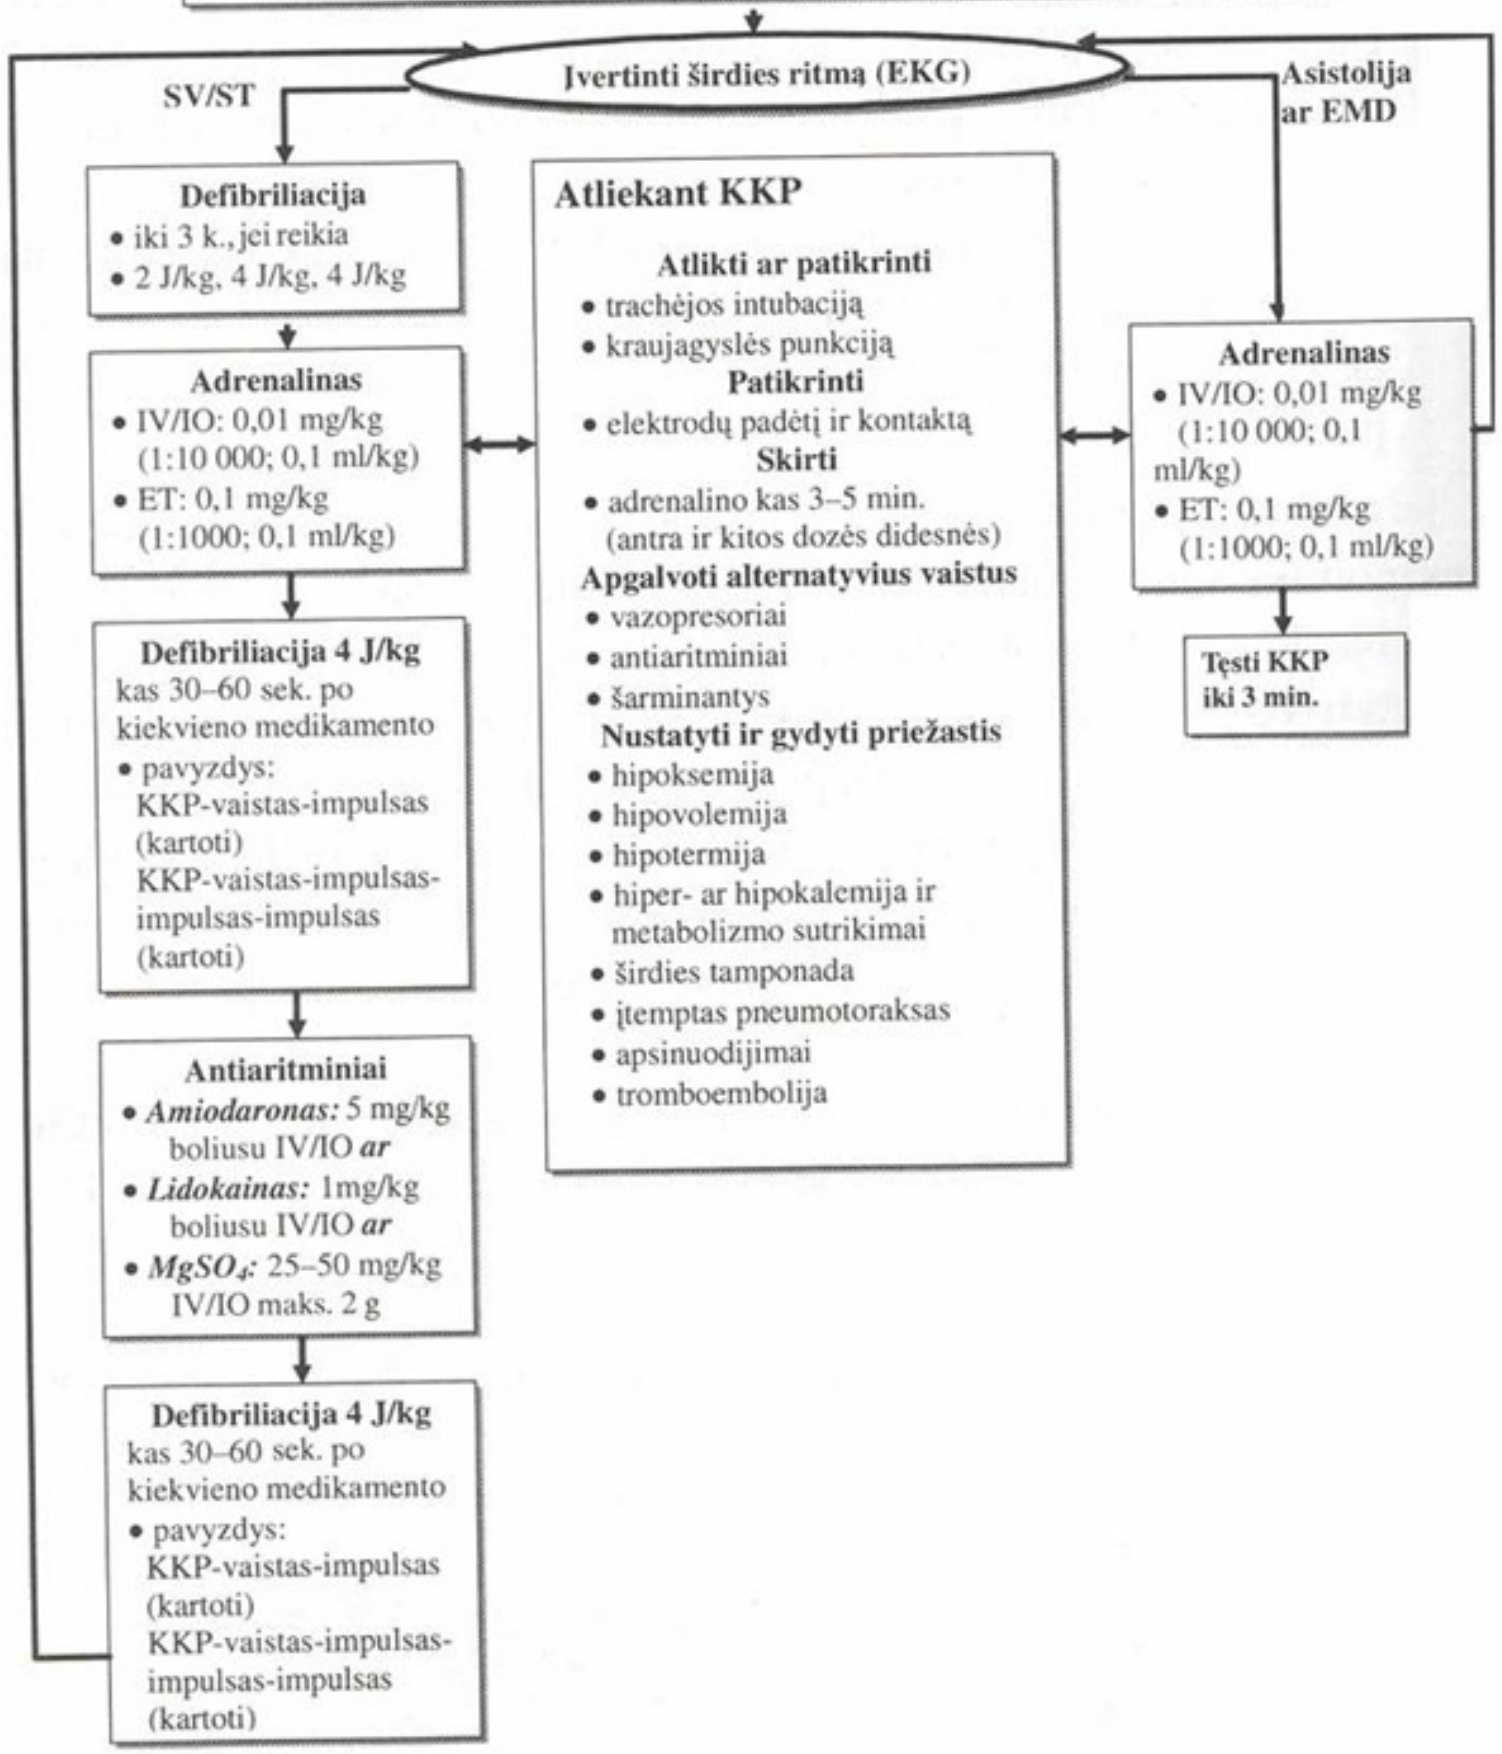 Įvertinti širdies ritmą (EKG)
SV/ST
Asistolija
ar EMD
Defibriliacija
• iki 3 k., jei reikia
• 2 J/kg, 4 J/kg, 4 J/kg
Adrenalinas
• IV/IO: 0,01 mg/kg
(1:10 000; 0,1 ml/kg)
• ET: 0,1 mg/kg
(1:1000; 0,1 ml/kg)
Defibriliacija 4 J/kg
kas 30–60 sek. po
kiekvieno medikamento
• pavyzdys:
KKP-vaistas-impulsas
(kartoti)
KKP-vaistas-impulsas-
impulsas-impulsas
(kartoti)
Antiaritminiai
• Amiodaronas: 5 mg/kg
boliusu IV/IO ar
• Lidokainas: 1mg/kg
boliusu IV/IO ar
• MgSO₄: 25–50 mg/kg
IV/IO maks. 2 g
Defibriliacija 4 J/kg
kas 30–60 sek. po
kiekvieno medikamento
• pavyzdys:
KKP-vaistas-impulsas
(kartoti)
KKP-vaistas-impulsas-
impulsas-impulsas
(kartoti)
Atliekant KKP
Atlikti ar patikrinti
• trachėjos intubaciją
• kraujagyslės punkciją
Patikrinti
• elektrodų padėtį ir kontaktą
Skirti
• adrenalino kas 3–5 min.
(antra ir kitos dozės didesnės)
Apgalvoti alternatyvius vaistus
• vazopresoriai
• antiaritminiai
• šarminantys
Nustatyti ir gydyti priežastis
• hipoksemija
• hipovolemija
• hipotermija
• hiper- ar hipokalemija ir
metabolizmo sutrikimai
• širdies tamponada
• įtemptas pneumotoraksas
• apsinuodijimai
• tromboembolija
Adrenalinas
• IV/IO: 0,01 mg/kg
(1:10 000; 0,1
ml/kg)
• ET: 0,1 mg/kg
(1:1000; 0,1 ml/kg)
Tęsti KKP
iki 3 min.